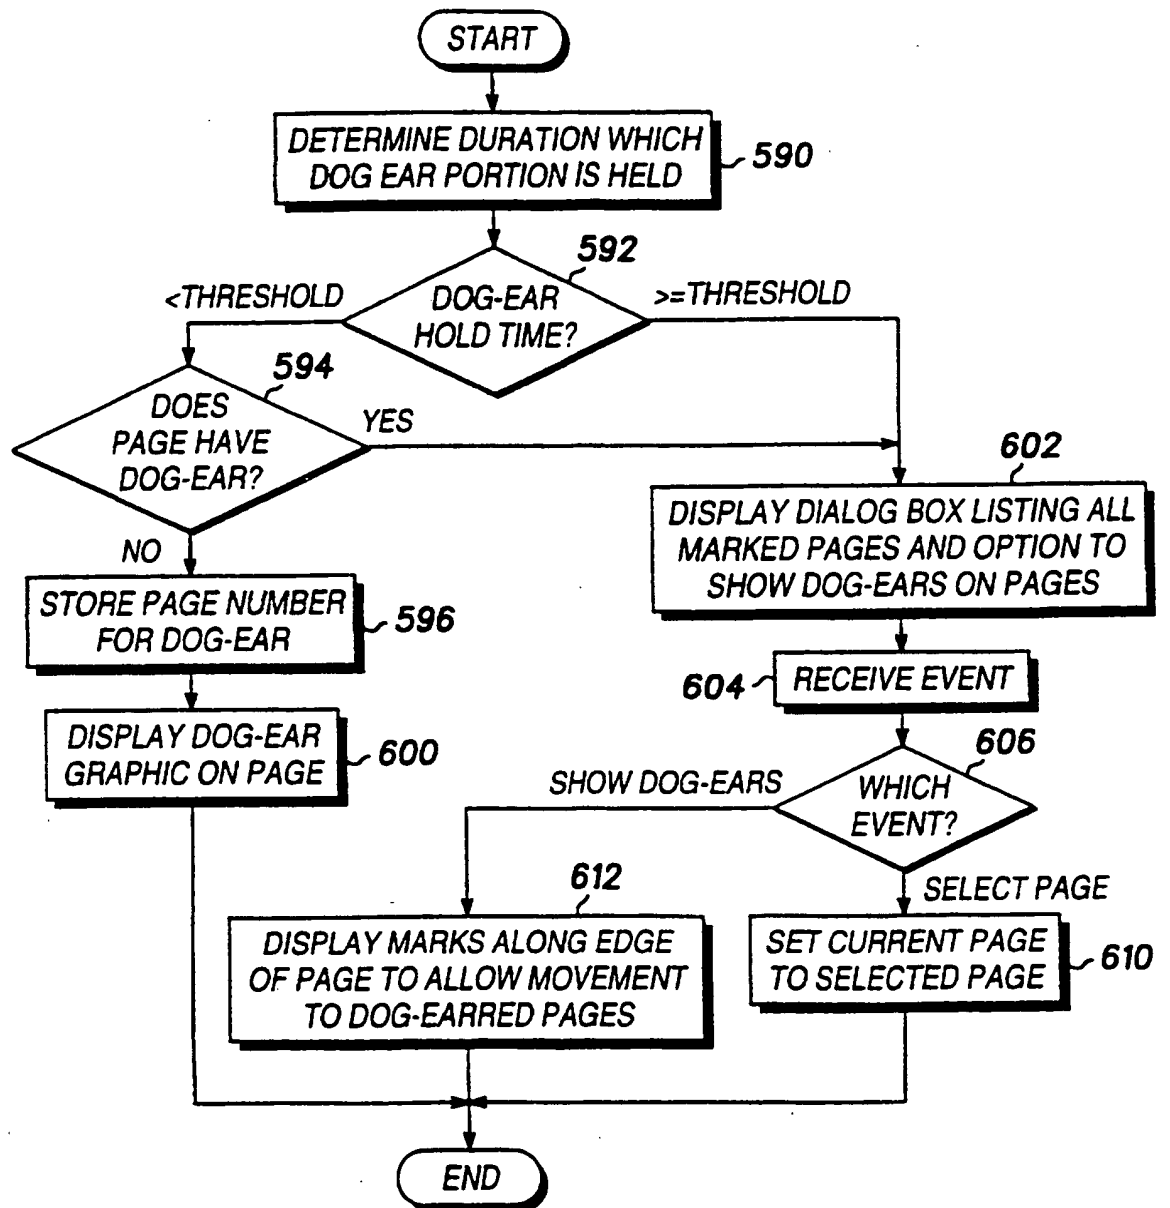 START
DETERMINE DURATION WHICH
DOG EAR PORTION IS HELD
590
592
<THRESHOLD
DOG-EAR
HOLD TIME?
>=THRESHOLD
594
DOES
PAGE HAVE
DOG-EAR?
YES
NO
602
DISPLAY DIALOG BOX LISTING ALL
MARKED PAGES AND OPTION TO
SHOW DOG-EARS ON PAGES
STORE PAGE NUMBER
FOR DOG-EAR
596
604
RECEIVE EVENT
DISPLAY DOG-EAR
GRAPHIC ON PAGE
600
606
SHOW DOG-EARS
WHICH
EVENT?
SELECT PAGE
612
DISPLAY MARKS ALONG EDGE
OF PAGE TO ALLOW MOVEMENT
TO DOG-EARRED PAGES
SET CURRENT PAGE
TO SELECTED PAGE
610
END